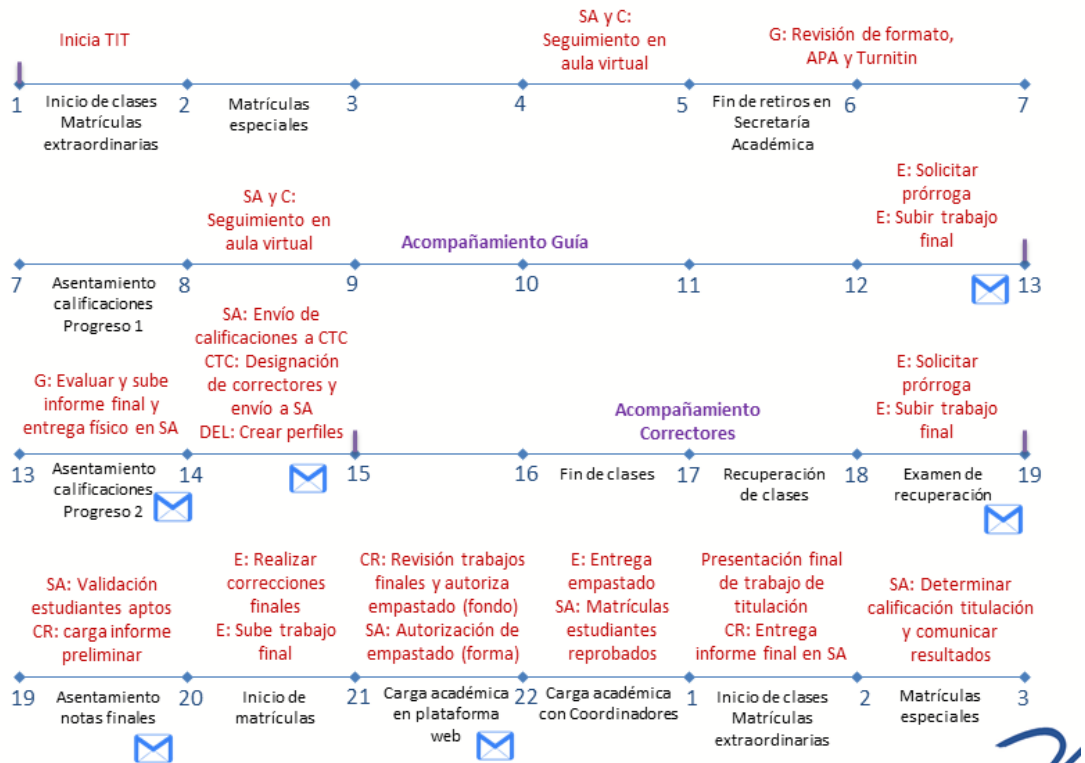 Inicia TIT
SA y C:
Seguimiento en
aula virtual
G: Revisión de formato,
APA y Turnitin
1
2
3
4
5
6
7
Inicio de clases
Matrículas
extraordinarias
Matrículas
especiales
Fin de retiros en
Secretaría
Académica
SA y C:
Seguimiento en
aula virtual
Acompañamiento Guía
E: Solicitar
prórroga
E: Subir trabajo
final
7
8
9
10
11
12
13
Asentamiento
calificaciones
Progreso 1
G: Evaluar y sube
informe final y
entrega físico en SA
SA: Envío de
calificaciones a CTC
CTC: Designación
de correctores y
envío a SA
DEL: Crear perfiles
Acompañamiento
Correctores
E: Solicitar
prórroga
E: Subir trabajo
final
13
14
15
16
17
18
19
Asentamiento
calificaciones
Progreso 2
Fin de clases
Recuperación
de clases
Examen de
recuperación
SA: Validación
estudiantes aptos
CR: carga informe
preliminar
E: Realizar
correcciones
finales
E: Sube trabajo
final
CR: Revisión trabajos
finales y autoriza
empastado (fondo)
SA: Autorización de
empastado (forma)
E: Entrega
empastado
SA: Matrículas
estudiantes
reprobados
Presentación final
de trabajo de
titulación
CR: Entrega
informe final en SA
SA: Determinar
calificación titulación
y comunicar
resultados
19
20
21
22
1
2
3
Asentamiento
notas finales
Inicio de
matrículas
Carga académica
en plataforma
web
Carga académica
con Coordinadores
Inicio de clases
Matrículas
extraordinarias
Matrículas
especiales